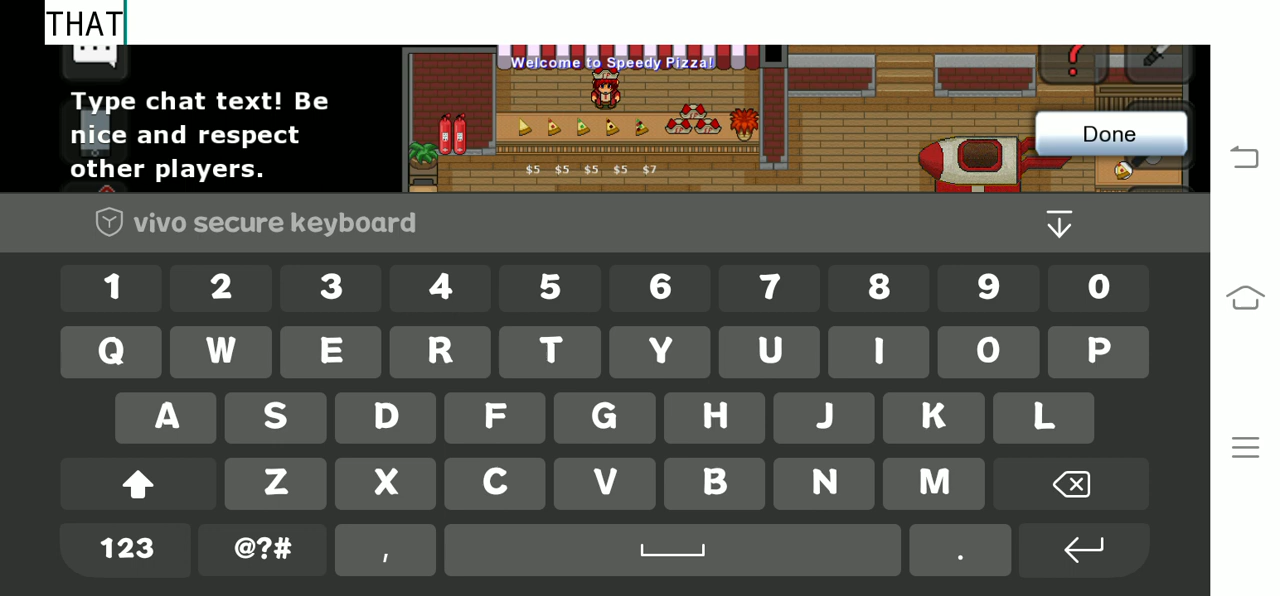 THAT
Welcome to Speedy Pizza!
?
Type chat text! Be
nice and respect
other players.
Done
$5 $5 $5 $5 $7
vivo secure keyboard
1 2 3 4 5 6 7 8 9 0
Q W E R T Y U I O P
A S D F G H J K L
Z X C V B N M
123 @?# , .